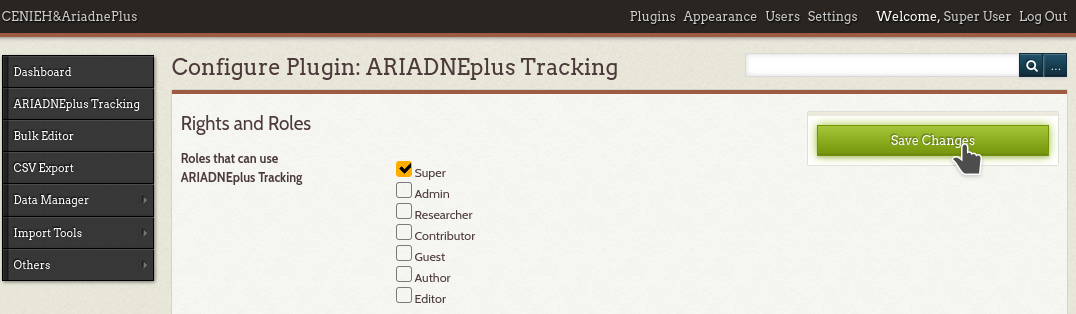 CENIEH&AriadnePlus
Plugins Appearance Users Settings Welcome, Super User Log Out
Dashboard
ARIADNEplus Tracking
Bulk Editor
CSV Export
Data Manager
Import Tools
Others
Configure Plugin: ARIADNEplus Tracking
...
Rights and Roles
Roles that can use
ARIADNEplus Tracking
Super
Admin
Researcher
Contributor
Guest
Author
Editor
Save Changes